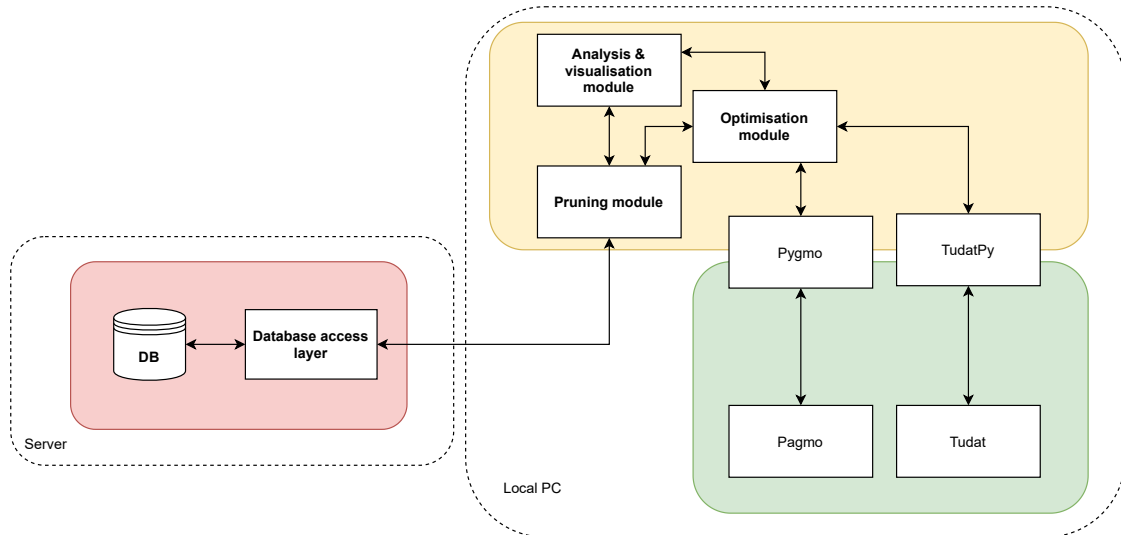 Analysis &
visualisation
module
Optimisation
module
Pruning module
Pygmo
TudatPy
DB
Database access
layer
Pagmo
Tudat
Server
Local PC